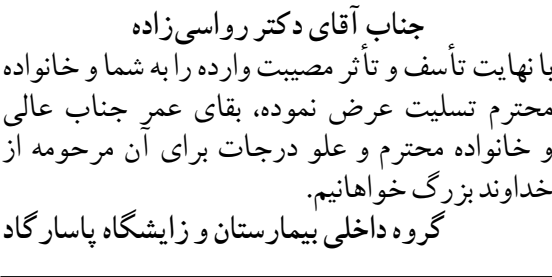 جناب آقای دکتر رواسی‌زاده
با نهایت تأسف و تأثر مصیبت وارده را به شما و خانواده
محترم تسلیت عرض نموده، بقای عمر جناب عالی
و خانواده محترم و علو درجات برای آن مرحومه از
خداوند بزرگ خواهانیم.
گروه داخلی بیمارستان و زایشگاه پاسارگاد